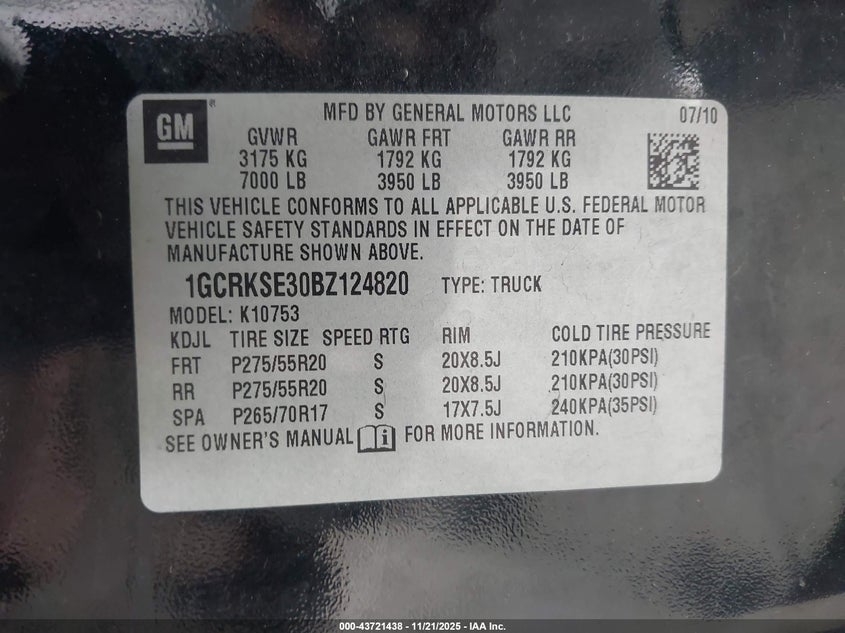 GM ®
MFD BY GENERAL MOTORS LLC 07/10
GVWR GAWR FRT GAWR RR
3175 KG 1792 KG 1792 KG
7000 LB 3950 LB 3950 LB
THIS VEHICLE CONFORMS TO ALL APPLICABLE U.S. FEDERAL MOTOR
VEHICLE SAFETY STANDARDS IN EFFECT ON THE DATE OF
MANUFACTURE SHOWN ABOVE.
1GCRKSE30BZ124820 TYPE: TRUCK
MODEL: K10753
KDJL TIRE SIZE SPEED RTG RIM COLD TIRE PRESSURE
FRT P275/55R20 S 20X8.5J 210KPA(30PSI)
RR P275/55R20 S 20X8.5J 210KPA(30PSI)
SPA P265/70R17 S 17X7.5J 240KPA(35PSI)
SEE OWNER'S MANUAL i FOR MORE INFORMATION.
000-43721438 - 11/21/2025 - IAA Inc.